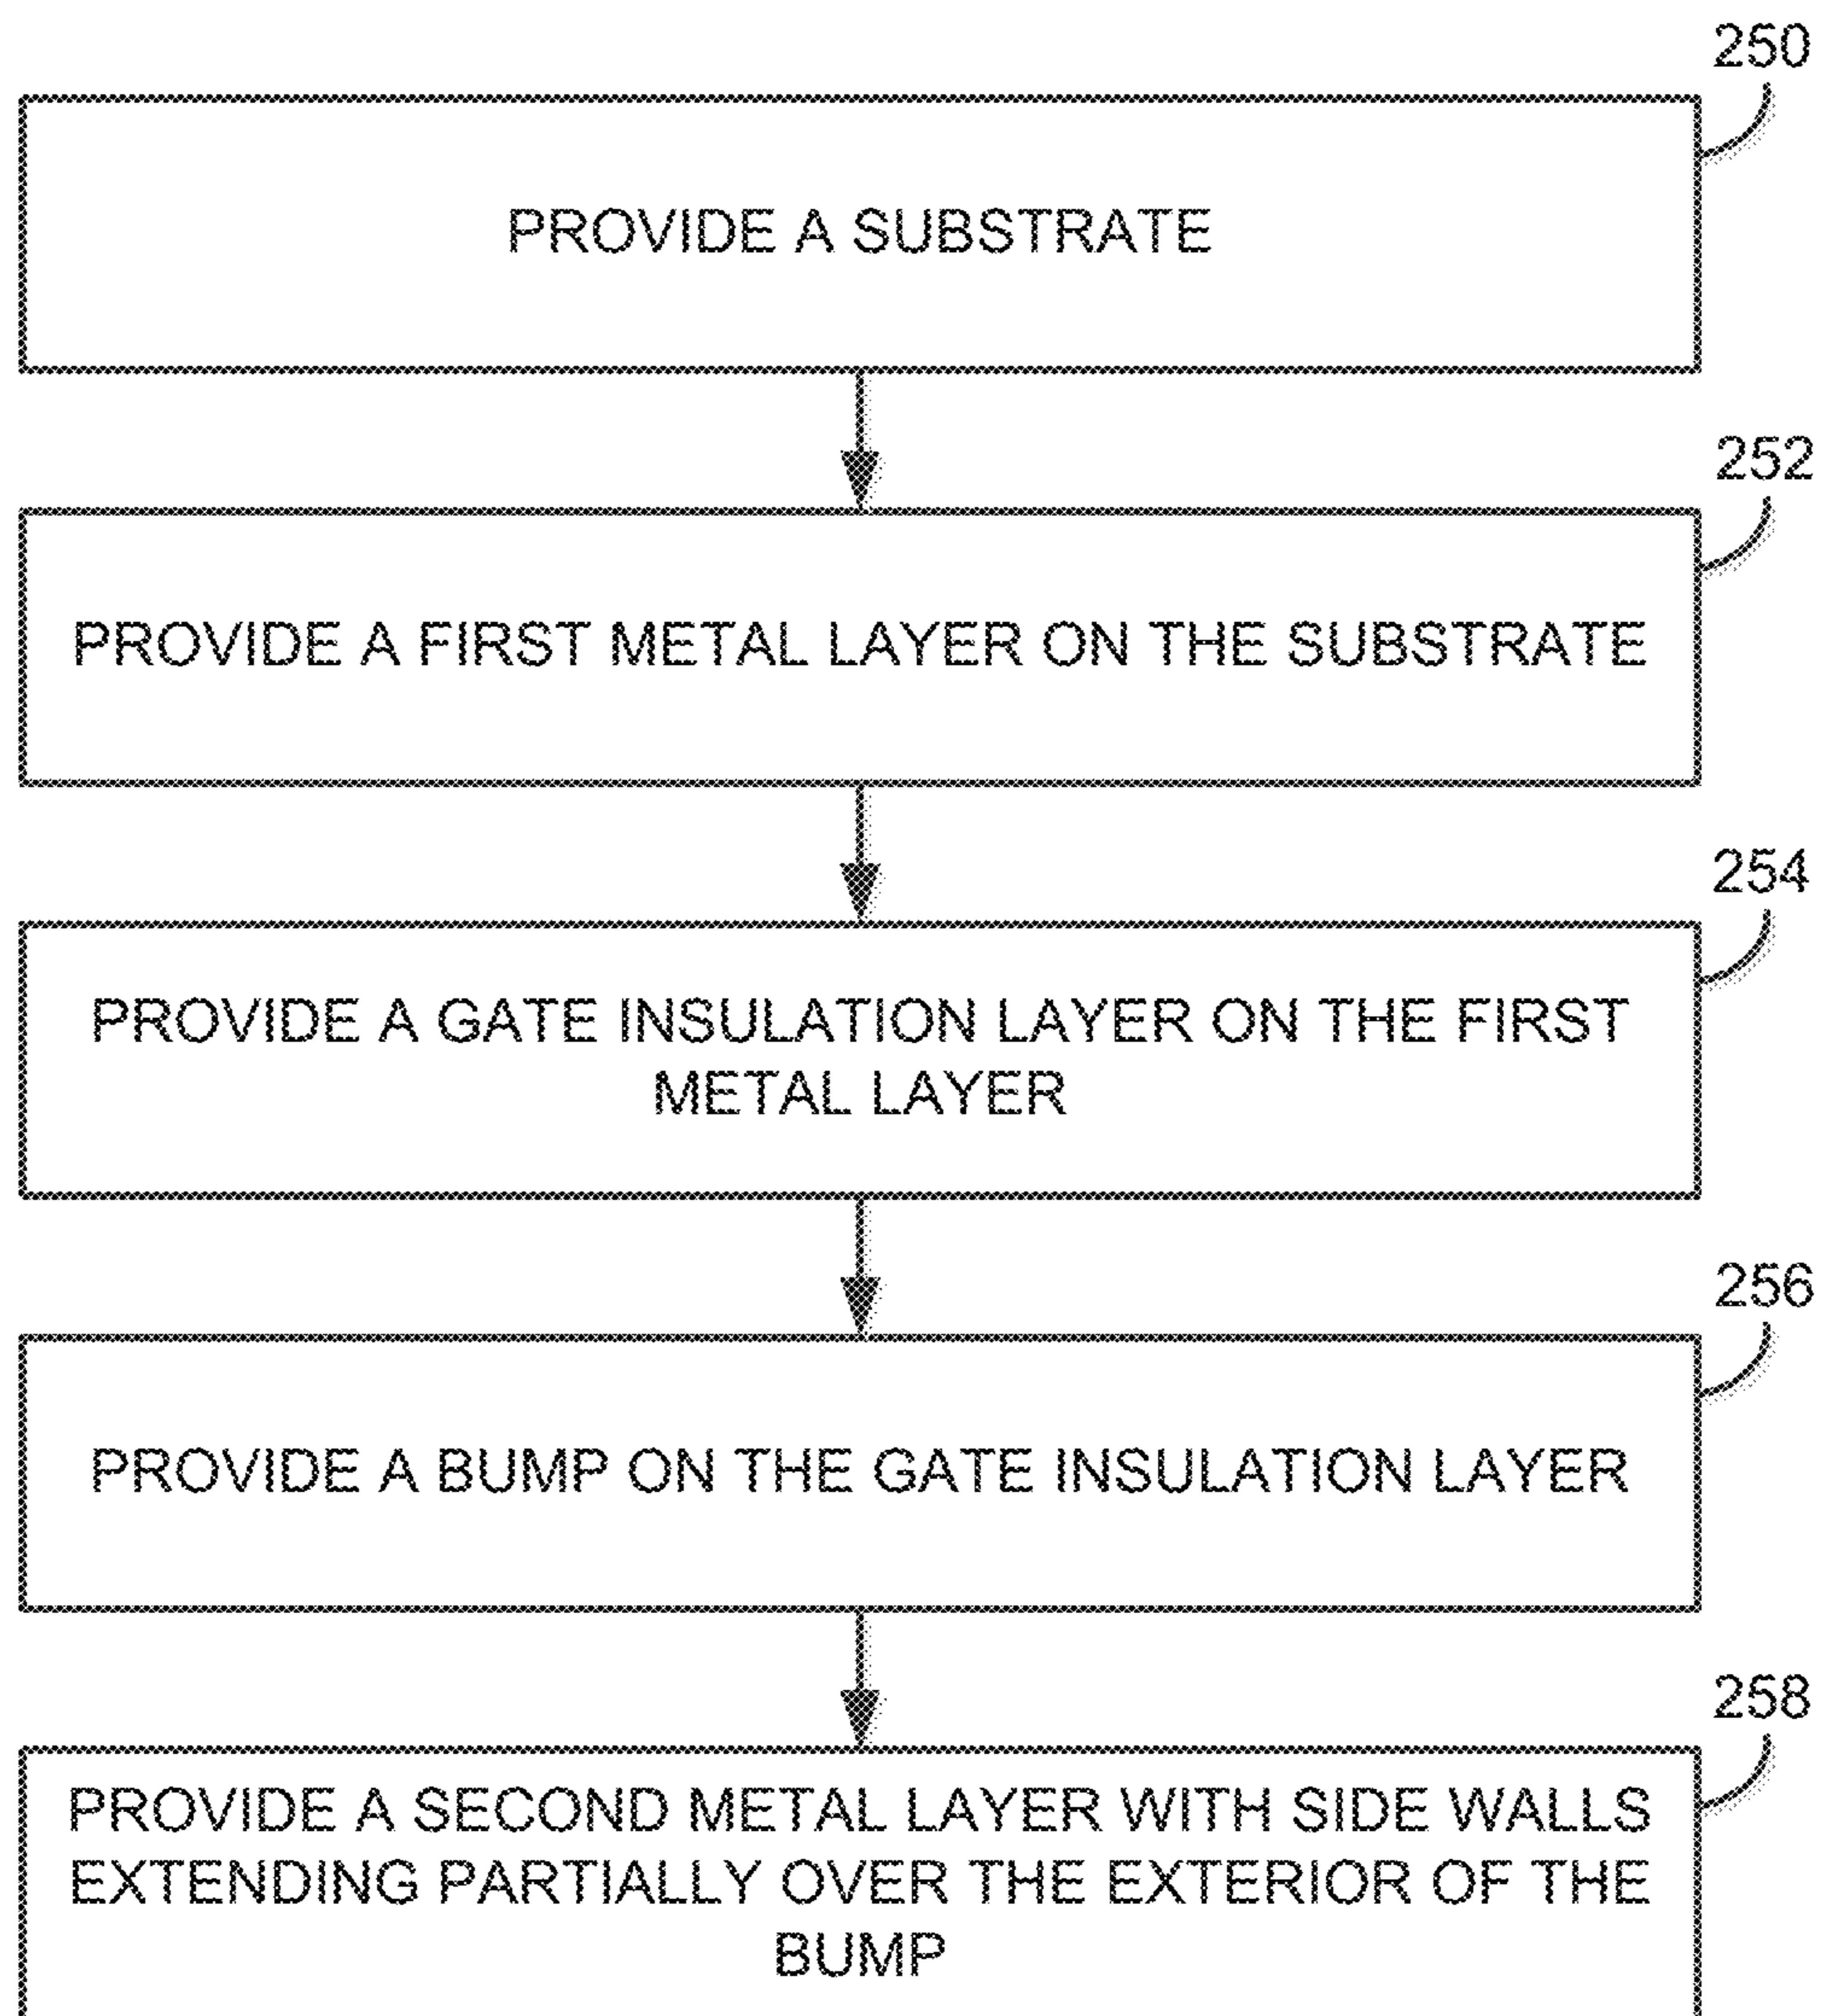 250
PROVIDE A SUBSTRATE
252
PROVIDE A FIRST METAL LAYER ON THE SUBSTRATE
254
PROVIDE A GATE INSULATION LAYER ON THE FIRST
METAL LAYER
256
PROVIDE A BUMP ON THE GATE INSULATION LAYER
258
PROVIDE A SECOND METAL LAYER WITH SIDE WALLS
EXTENDING PARTIALLY OVER THE EXTERIOR OF THE
BUMP